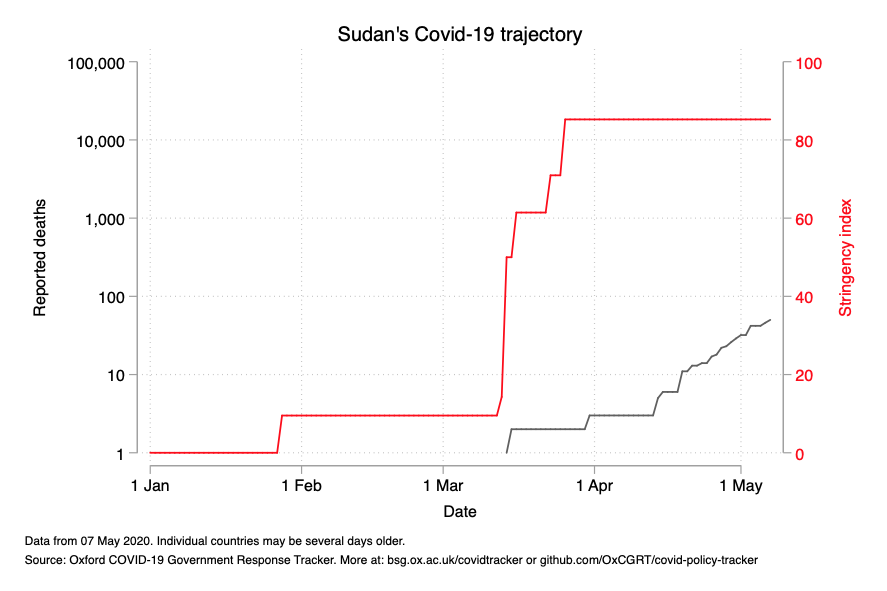 Sudan's Covid-19 trajectory
100,000
10,000
1,000
100
10
1
Reported deaths
100
80
60
40
20
0
Stringency index
1 Jan
1 Feb
1 Mar
1 Apr
1 May
Date
Data from 07 May 2020. Individual countries may be several days older.
Source: Oxford COVID-19 Government Response Tracker. More at: bsg.ox.ac.uk/covidtracker or github.com/OxCGRT/covid-policy-tracker